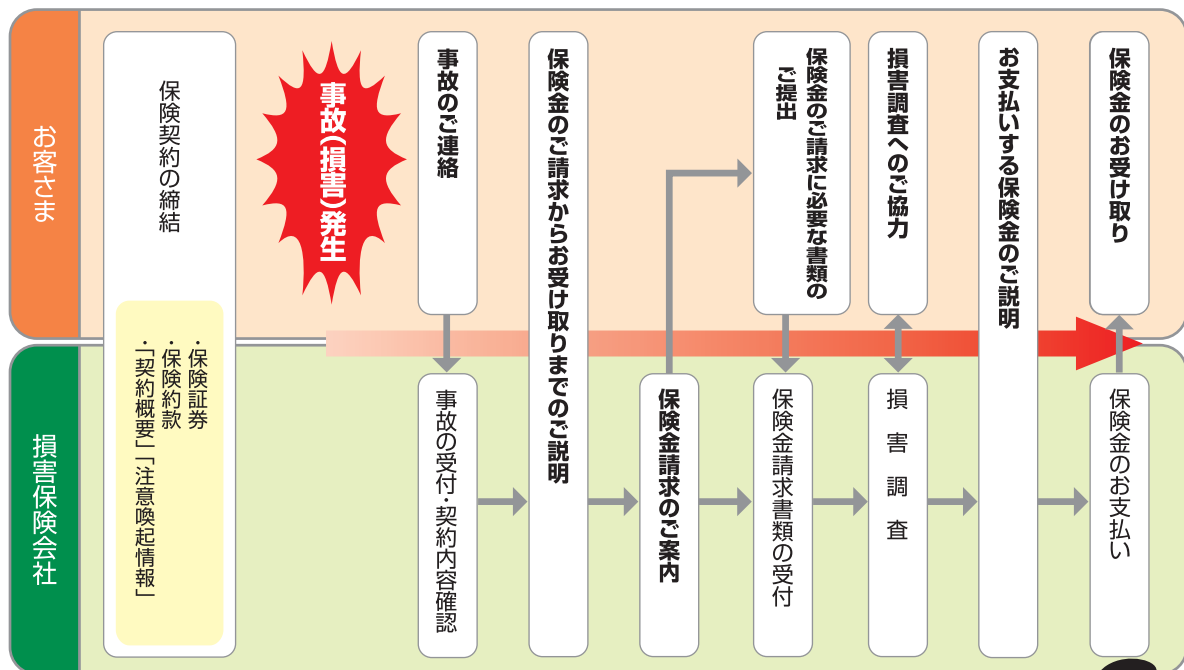 お客さま
損害保険会社
保険契約の締結
・保険証券
・保険約款
・「契約概要」「注意喚起情報」
事故(損害)発生
事故のご連絡
事故の受付・契約内容確認
保険金のご請求からお受け取りまでのご説明
保険金請求のご案内
保険金のご請求に必要な書類の
ご提出
保険金請求書類の受付
損害調査へのご協力
損害調査
お支払いする保険金のご説明
保険金のお受け取り
保険金のお支払い